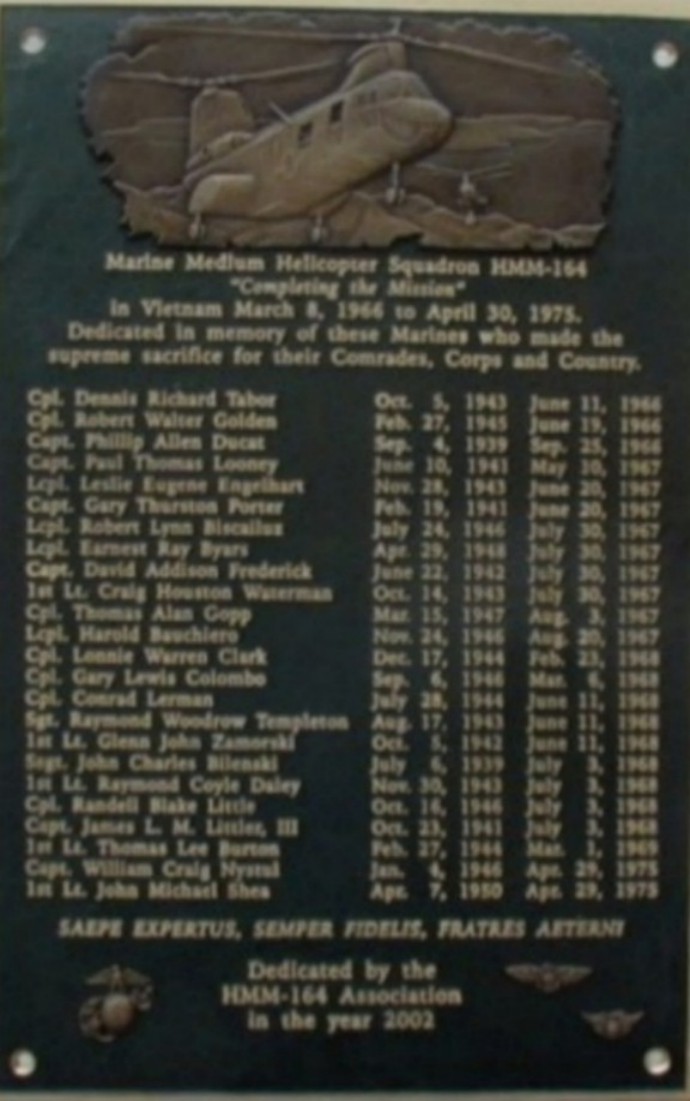 Marine Medium Helicopter Squadron HMM-164
"Completing the Mission"
in Vietnam March 8, 1966 to April 30, 1975.
Dedicated in memory of these Marines who made the
supreme sacrifice for their Comrades, Corps and Country.
Cpl. Dennis Richard Tabor Oct. 5, 1943 June 11, 1966
Cpl. Robert Walter Golden Feb. 27, 1945 June 19, 1966
Capt. Phillip Allen Ducat Sep. 4, 1939 Sep. 25, 1966
Capt. Paul Thomas Looney June 10, 1941 May 10, 1967
Lcpl. Leslie Eugene Engelhart Nov. 28, 1945 June 20, 1967
Capt. Gary Thurston Porter Feb. 19, 1941 June 20, 1967
Lcpl. Robert Lynn Biscailuz July 24, 1946 July 30, 1967
Lcpl. Earnest Ray Byars Apr. 29, 1948 July 30, 1967
Capt. David Addison Frederick June 22, 1942 July 30, 1967
1st Lt. Craig Houston Waterman Oct. 14, 1943 July 30, 1967
Cpl. Thomas Alan Gopp Mar. 15, 1947 Aug. 3, 1967
Lcpl. Harold Bauchiero Nov. 24, 1946 Aug. 20, 1967
Cpl. Lonnie Warren Clark Dec. 17, 1944 Feb. 23, 1968
Cpl. Gary Lewis Colombo Sep. 6, 1946 Mar. 6, 1968
Cpl. Conrad Lerman July 28, 1944 June 11, 1968
Sgt. Raymond Woodrow Templeton Aug. 17, 1943 June 11, 1968
1st Lt. Glenn John Zamorski Oct. 5, 1942 June 11, 1968
Ssgt. John Charles Bilenski July 6, 1939 July 3, 1968
1st Lt. Raymond Coyle Daley Nov. 30, 1943 July 3, 1968
Cpl. Randell Blake Little Oct. 16, 1946 July 3, 1968
Capt. James L. M. Littler, III Oct. 23, 1941 July 3, 1968
1st Lt. Thomas Lee Burton Feb. 27, 1944 Mar. 1, 1969
Capt. William Craig Nystul Jan. 4, 1946 Apr. 29, 1975
1st Lt. John Michael Shea Apr. 7, 1950 Apr. 29, 1975
SAEPE EXPERTUS, SEMPER FIDELIS, FRATRES AETERNI
Dedicated by the
HMM-164 Association
in the year 2002